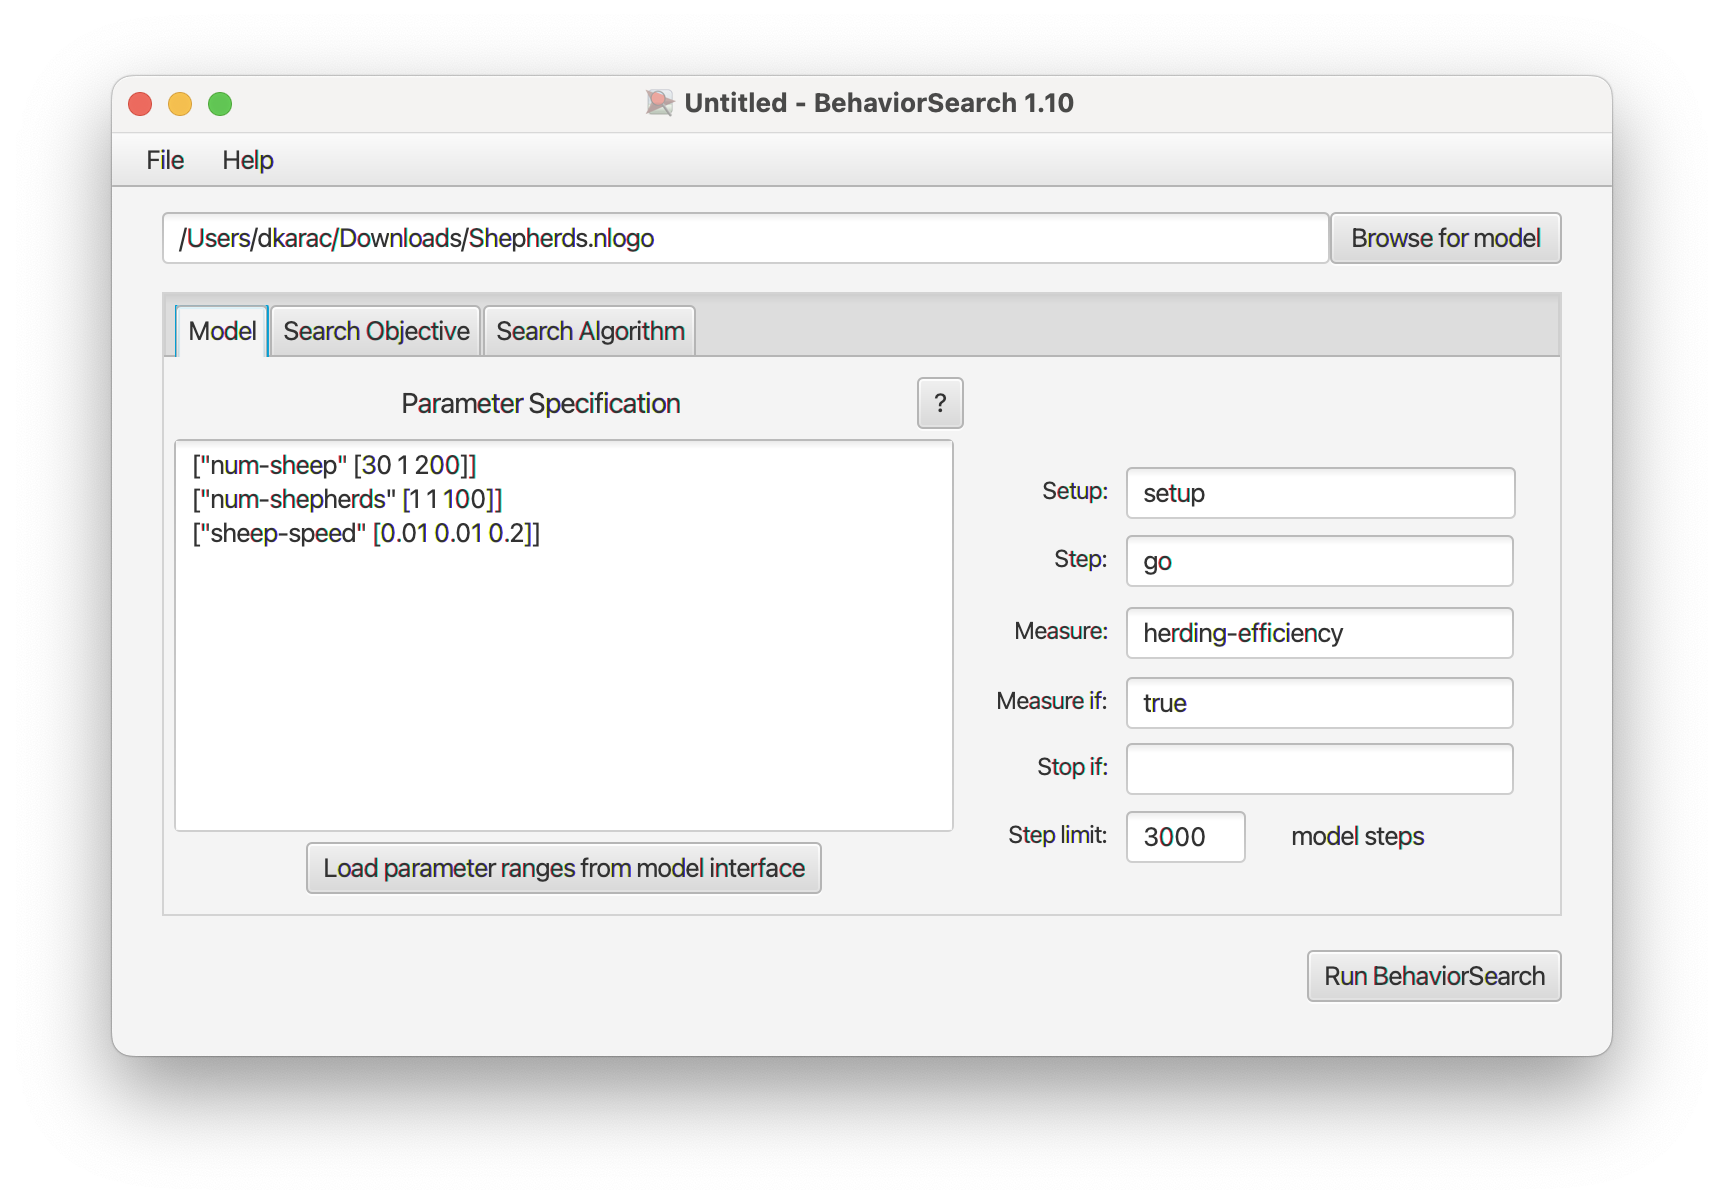 Untitled - BehaviorSearch 1.10
File Help
/Users/dkarac/Downloads/Shepherds.nlogo Browse for model
Model Search Objective Search Algorithm
Parameter Specification ?
["num-sheep" [30 1 200]]
["num-shepherds" [1 1 100]]
["sheep-speed" [0.01 0.01 0.2]]
Load parameter ranges from model interface
Setup: setup
Step: go
Measure: herding-efficiency
Measure if: true
Stop if:
Step limit: 3000 model steps
Run BehaviorSearch